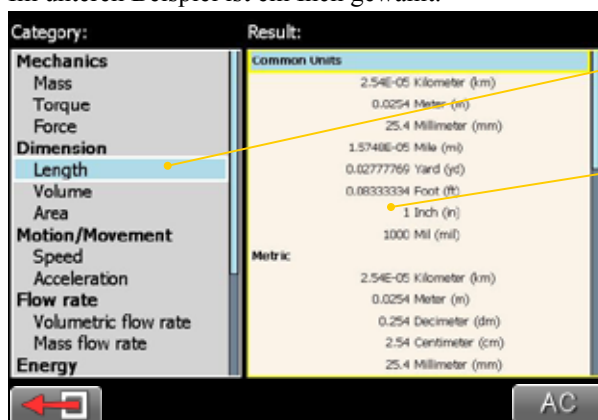 Im unteren Beispiel ist ein Inch gewählt.
Category:
Mechanics
Mass
Torque
Force
Dimension
Length
Volume
Area
Motion/Movement
Speed
Acceleration
Flow rate
Volumetric flow rate
Mass flow rate
Energy
Result:
Common Units
2.54E-05 Kilometer (km)
0.0254 Meter (m)
25.4 Millimeter (mm)
1.5748E-05 Mile (mi)
0.02777769 Yard (yd)
0.08333334 Foot (ft)
1 Inch (in)
1000 Mil (mil)
Metric
2.54E-05 Kilometer (km)
0.0254 Meter (m)
0.254 Decimeter (dm)
2.54 Centimeter (cm)
25.4 Millimeter (mm)
AC